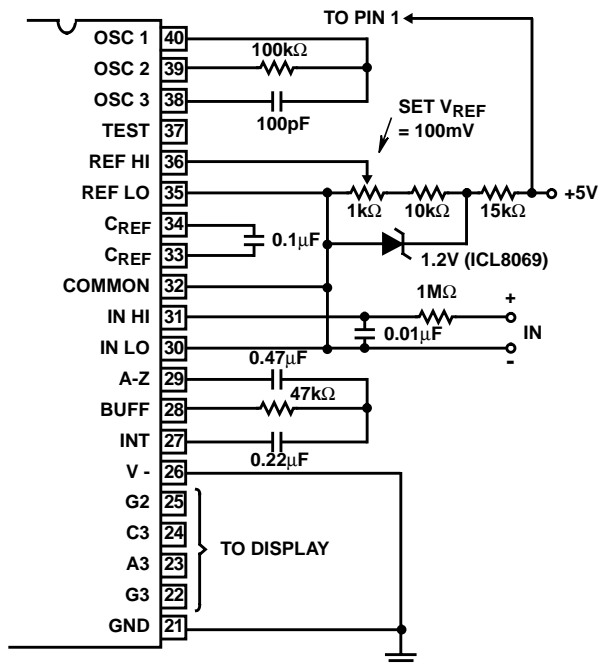 TO PIN 1
OSC 1 40
100kΩ
OSC 2 39
OSC 3 38
100pF
SET VREF
= 100mV
TEST 37
REF HI 36
REF LO 35
+5V
1kΩ 10kΩ 15kΩ
CREF 34
0.1µF
CREF 33
1.2V (ICL8069)
COMMON 32
1MΩ
+
IN HI 31
0.01µF
IN
IN LO 30
-
0.47µF
A-Z 29
47kΩ
BUFF 28
INT 27
0.22µF
V - 26
G2 25
C3 24
TO DISPLAY
A3 23
G3 22
GND 21